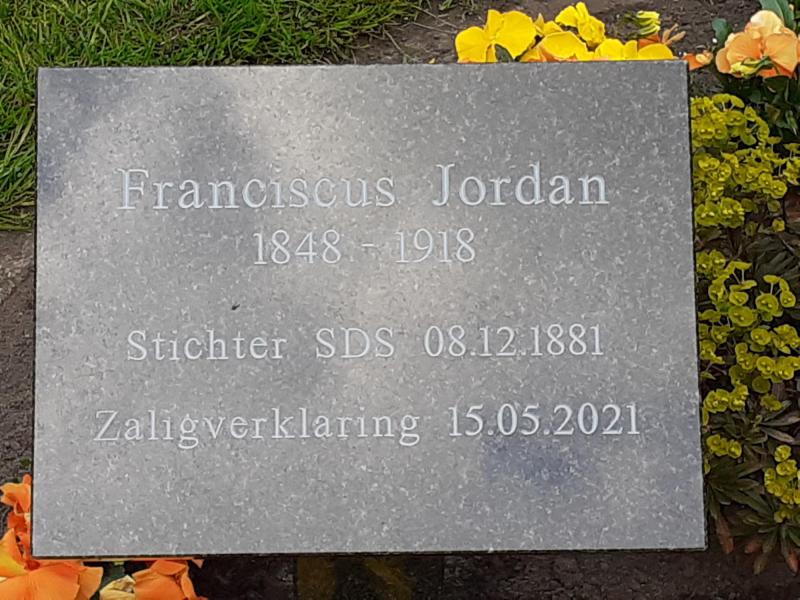 Franciscus Jordan
1848 - 1918
Stichter SDS 08.12.1881
Zaligverklaring 15.05.2021